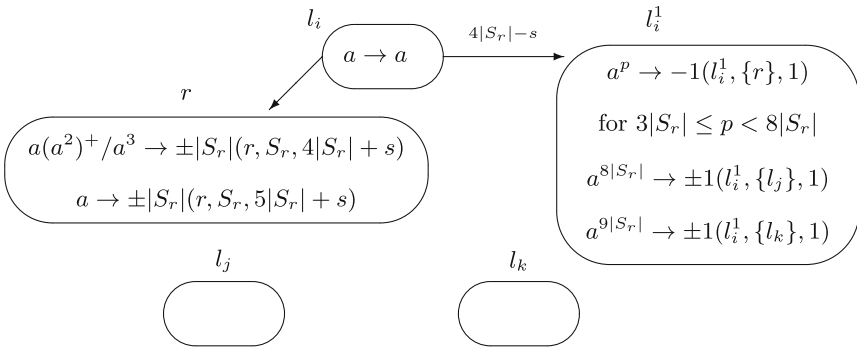 l_i
a → a
4|S_r|−s
l_i^1
a^p → −1(l_i^1, {r}, 1)
for 3|S_r| ≤ p < 8|S_r|
a^{8|S_r|} → ±1(l_i^1, {l_j}, 1)
a^{9|S_r|} → ±1(l_i^1, {l_k}, 1)
r
a(a^2)^+/a^3 → ±|S_r|(r, S_r, 4|S_r| + s)
a → ±|S_r|(r, S_r, 5|S_r| + s)
l_j
l_k